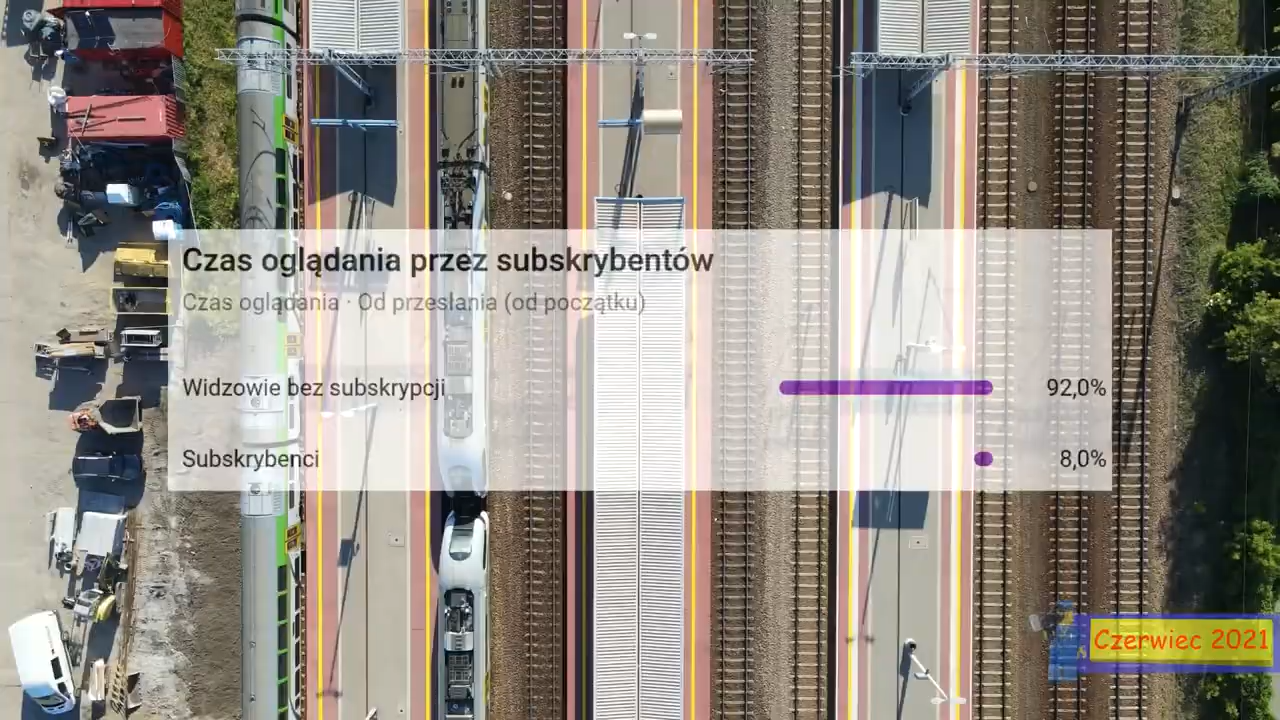 Czas oglądania przez subskrybentów
Czas oglądania · Od przesłania (od początku)
Widzowie bez subskrypcji 92,0%
Subskrybenci 8,0%
Czerwiec 2021